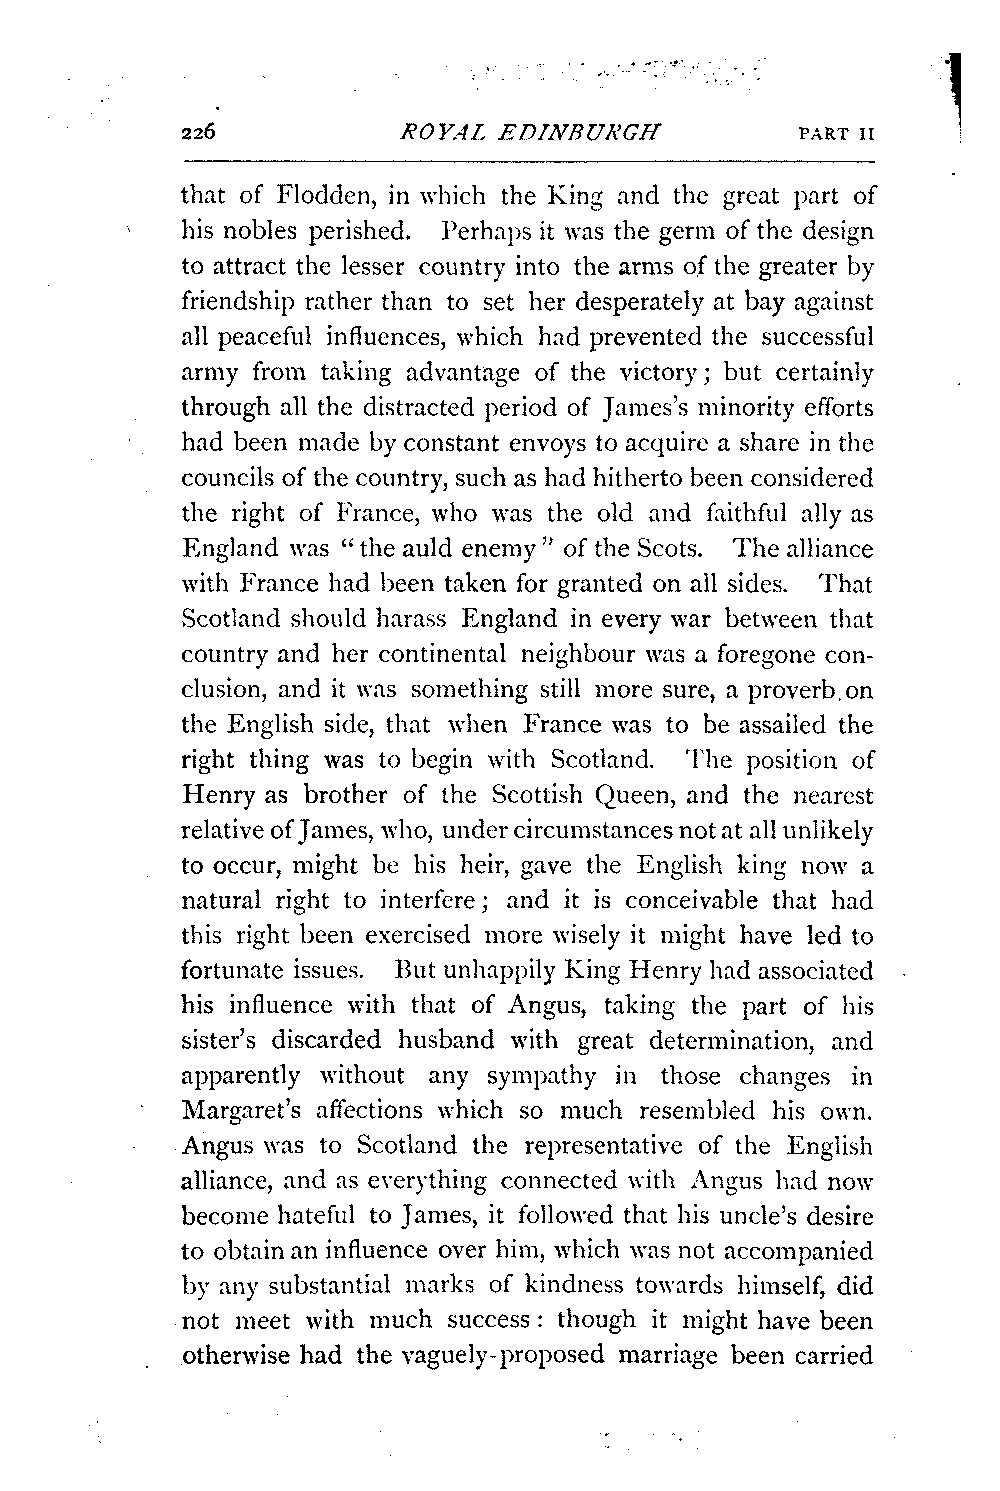 226 ROYAL EDINBURGH PART II
that of Flodden, in which the King and the great part of
his nobles perished. Perhaps it was the germ of the design
to attract the lesser country into the arms of the greater by
friendship rather than to set her desperately at bay against
all peaceful influences, which had prevented the successful
army from taking advantage of the victory; but certainly
through all the distracted period of James's minority efforts
had been made by constant envoys to acquire a share in the
councils of the country, such as had hitherto been considered
the right of France, who was the old and faithful ally as
England was "the auld enemy" of the Scots. The alliance
with France had been taken for granted on all sides. That
Scotland should harass England in every war between that
country and her continental neighbour was a foregone con-
clusion, and it was something still more sure, a proverb on
the English side, that when France was to be assailed the
right thing was to begin with Scotland. The position of
Henry as brother of the Scottish Queen, and the nearest
relative of James, who, under circumstances not at all unlikely
to occur, might be his heir, gave the English king now a
natural right to interfere; and it is conceivable that had
this right been exercised more wisely it might have led to
fortunate issues. But unhappily King Henry had associated
his influence with that of Angus, taking the part of his
sister's discarded husband with great determination, and
apparently without any sympathy in those changes in
Margaret's affections which so much resembled his own.
Angus was to Scotland the representative of the English
alliance, and as everything connected with Angus had now
become hateful to James, it followed that his uncle's desire
to obtain an influence over him, which was not accompanied
by any substantial marks of kindness towards himself, did
not meet with much success: though it might have been
otherwise had the vaguely-proposed marriage been carried